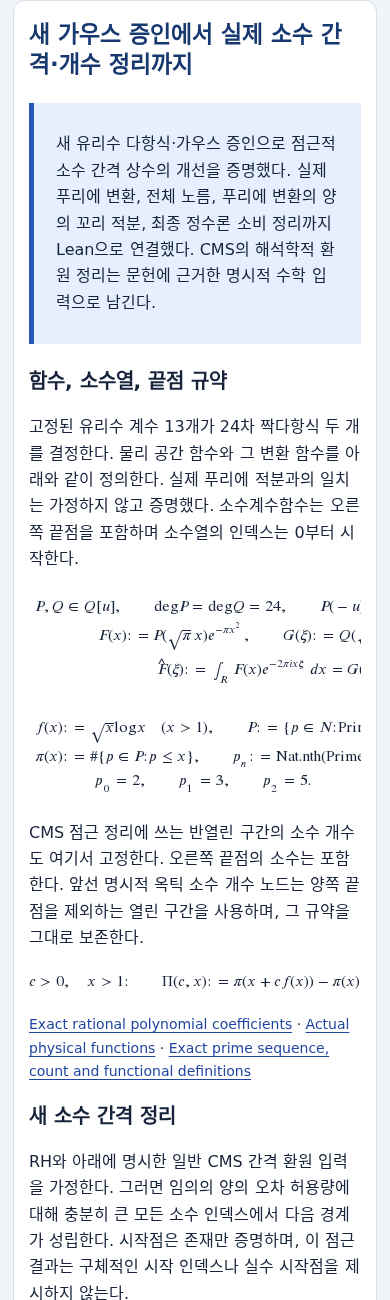 새 가우스 증인에서 실제 소수 간
격·개수 정리까지
새 유리수 다항식·가우스 증인으로 점근적
소수 간격 상수의 개선을 증명했다. 실제
푸리에 변환, 전체 노름, 푸리에 변환의 양
의 꼬리 적분, 최종 정수론 소비 정리까지
Lean으로 연결했다. CMS의 해석학적 환
원 정리는 문헌에 근거한 명시적 수학 입
력으로 남긴다.
함수, 소수열, 끝점 규약
고정된 유리수 계수 13개가 24차 짝다항식 두 개
를 결정한다. 물리 공간 함수와 그 변환 함수를 아
래와 같이 정의한다. 실제 푸리에 적분과의 일치
는 가정하지 않고 증명했다. 소수계수함수는 오른
쪽 끝점을 포함하며 소수열의 인덱스는 0부터 시
작한다.
P, Q ∈ Q[u], degP = degQ = 24, P( − u
F(x): = P(√π x)e^{−πx²}, G(ξ): = Q(
F̂(ξ): = ∫_R F(x)e^{−2πixξ} dx = G(
f(x): = √x logx (x > 1), P: = {p ∈ N:Prim
π(x): = #{p ∈ P:p ≤ x}, p_n: = Nat.nth(Prime
p_0 = 2, p_1 = 3, p_2 = 5.
CMS 점근 정리에 쓰는 반열린 구간의 소수 개수
도 여기서 고정한다. 오른쪽 끝점의 소수는 포함
한다. 앞선 명시적 옥틱 소수 개수 노드는 양쪽 끝
점을 제외하는 열린 구간을 사용하며, 그 규약을
그대로 보존한다.
c > 0, x > 1: Π(c, x): = π(x + cf(x)) − π(x)
Exact rational polynomial coefficients · Actual
physical functions · Exact prime sequence,
count and functional definitions
새 소수 간격 정리
RH와 아래에 명시한 일반 CMS 간격 환원 입력
을 가정한다. 그러면 임의의 양의 오차 허용량에
대해 충분히 큰 모든 소수 인덱스에서 다음 경계
가 성립한다. 시작점은 존재만 증명하며, 이 점근
결과는 구체적인 시작 인덱스나 실수 시작점을 제
시하지 않는다.